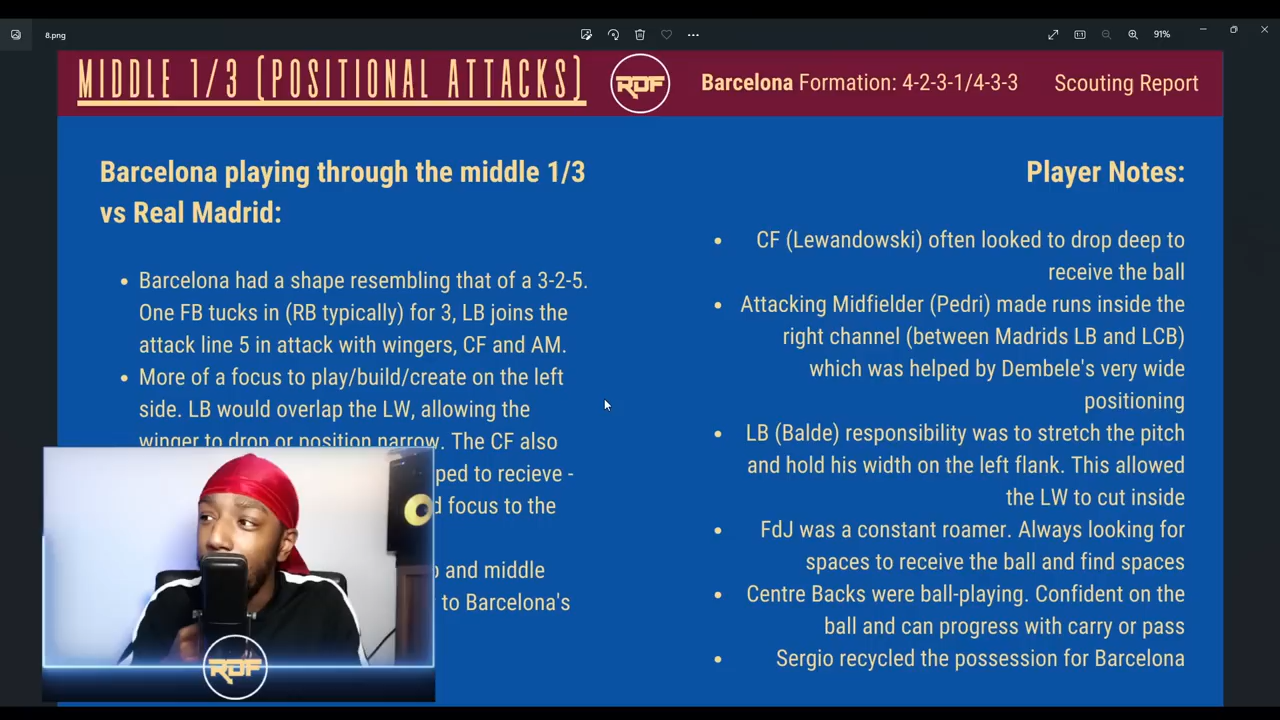 8.png
91%
MIDDLE 1/3 (POSITIONAL ATTACKS)
RDF
Barcelona Formation: 4-2-3-1/4-3-3
Scouting Report
Barcelona playing through the middle 1/3
vs Real Madrid:
• Barcelona had a shape resembling that of a 3-2-5.
One FB tucks in (RB typically) for 3, LB joins the
attack line 5 in attack with wingers, CF and AM.
• More of a focus to play/build/create on the left
side. LB would overlap the LW, allowing the
winger to drop or position narrow. The CF also
ped to recieve -
d focus to the
and middle
to Barcelona's
RDF
Player Notes:
• CF (Lewandowski) often looked to drop deep to
receive the ball
• Attacking Midfielder (Pedri) made runs inside the
right channel (between Madrids LB and LCB)
which was helped by Dembele's very wide
positioning
• LB (Balde) responsibility was to stretch the pitch
and hold his width on the left flank. This allowed
the LW to cut inside
• FdJ was a constant roamer. Always looking for
spaces to receive the ball and find spaces
• Centre Backs were ball-playing. Confident on the
ball and can progress with carry or pass
• Sergio recycled the possession for Barcelona